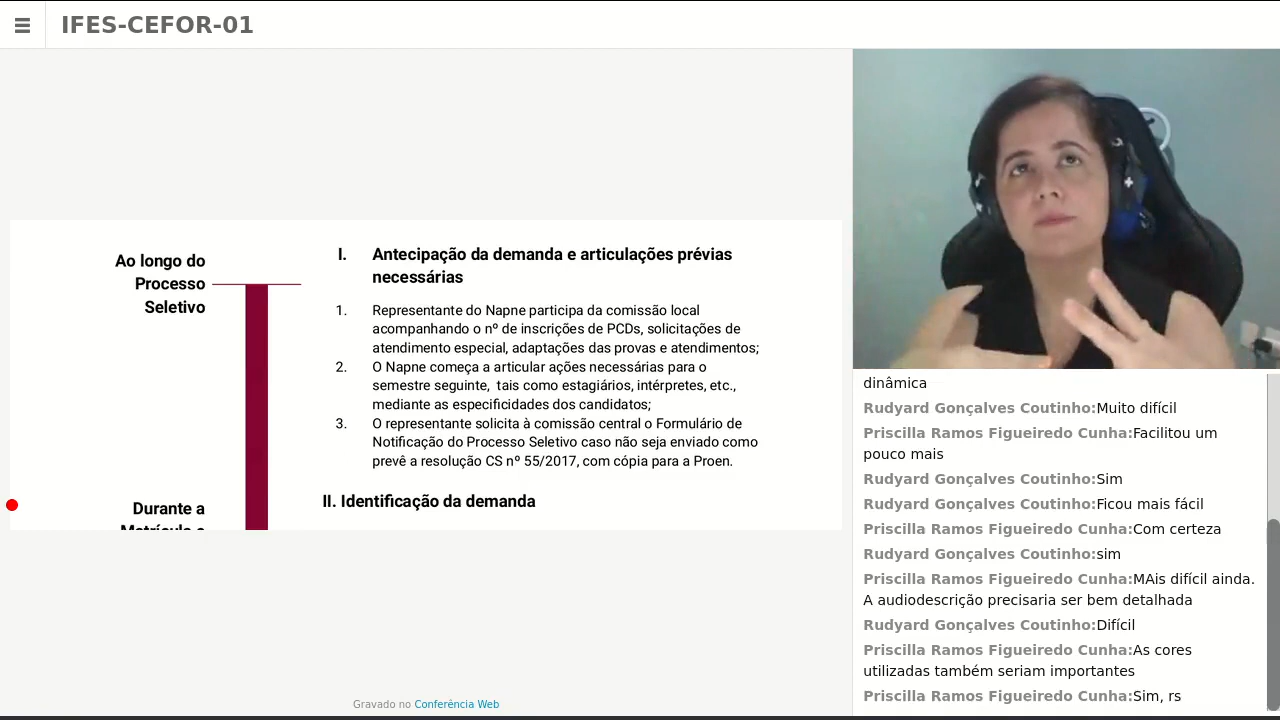 IFES-CEFOR-01
Ao longo do
Processo
Seletivo
I. Antecipação da demanda e articulações prévias
necessárias
1. Representante do Napne participa da comissão local
acompanhando o nº de inscrições de PCDs, solicitações de
atendimento especial, adaptações das provas e atendimentos;
2. O Napne começa a articular ações necessárias para o
semestre seguinte, tais como estagiários, intérpretes, etc.,
mediante as especificidades dos candidatos;
3. O representante solicita à comissão central o Formulário de
Notificação do Processo Seletivo caso não seja enviado como
prevê a resolução CS nº 55/2017, com cópia para a Proen.
II. Identificação da demanda
Durante a
Matrícula e
Gravado no Conferência Web
dinâmica
Rudyard Gonçalves Coutinho:Muito difícil
Priscilla Ramos Figueiredo Cunha:Facilitou um
pouco mais
Rudyard Gonçalves Coutinho:Sim
Rudyard Gonçalves Coutinho:Ficou mais fácil
Priscilla Ramos Figueiredo Cunha:Com certeza
Rudyard Gonçalves Coutinho:sim
Priscilla Ramos Figueiredo Cunha:MAis difícil ainda.
A audiodescrição precisaria ser bem detalhada
Rudyard Gonçalves Coutinho:Difícil
Priscilla Ramos Figueiredo Cunha:As cores
utilizadas também seriam importantes
Priscilla Ramos Figueiredo Cunha:Sim, rs